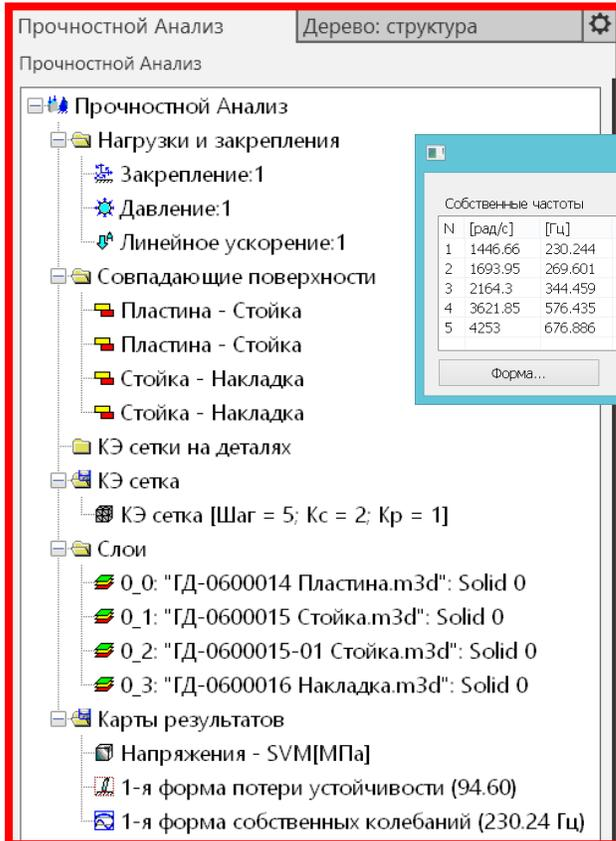 Прочностной Анализ
Дерево: структура
Прочностной Анализ
Прочностной Анализ
Нагрузки и закрепления
Закрепление:1
Давление:1
Линейное ускорение:1
Совпадающие поверхности
Пластина - Стойка
Пластина - Стойка
Стойка - Накладка
Стойка - Накладка
КЭ сетки на деталях
КЭ сетка
КЭ сетка [Шаг = 5; Кс = 2; Кр = 1]
Слои
0_0: "ГД-0600014 Пластина.m3d": Solid 0
0_1: "ГД-0600015 Стойка.m3d": Solid 0
0_2: "ГД-0600015-01 Стойка.m3d": Solid 0
0_3: "ГД-0600016 Накладка.m3d": Solid 0
Карты результатов
Напряжения - SVM[МПа]
1-я форма потери устойчивости (94.60)
1-я форма собственных колебаний (230.24 Гц)
Собственные частоты
N [рад/с] [Гц]
1 1446.66 230.244
2 1693.95 269.601
3 2164.3 344.459
4 3621.85 576.435
5 4253 676.886
Форма...